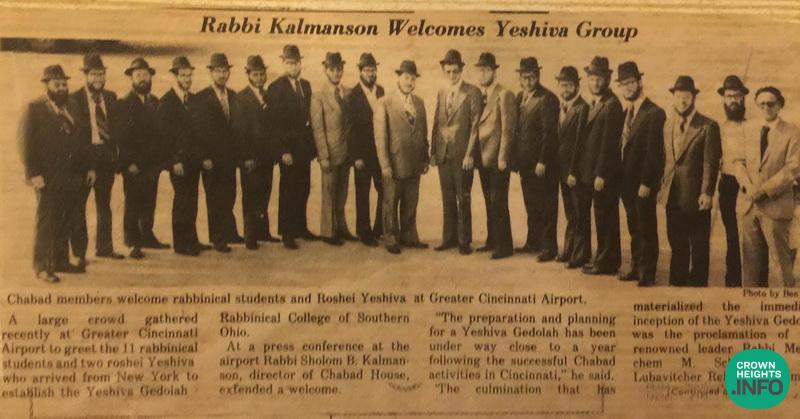 Rabbi Kalmanson Welcomes Yeshiva Group
Chabad members welcome rabbinical students and Roshei Yeshiva at Greater Cincinnati Airport.
Photo by Ben
A large crowd gathered
recently at Greater Cincinnati
Airport to greet the 11 rabbinical
students and two roshei Yeshiva
who arrived from New York to
establish the Yeshiva Gedolah
Rabbinical College of Southern
Ohio.
At a press conference at the
airport Rabbi Sholom B. Kalman-
son, director of Chabad House,
extended a welcome.
"The preparation and planning
for a Yeshiva Gedolah has been
under way close to a year
following the successful Chabad
activities in Cincinnati," he said.
"The culmination that has
materialized the immedi
inception of the Yeshiva Gedo
was the proclamation of
renowned leader Rabbi Me
chem M. Sc
Lubavitcher Re
CROWN
HEIGHTS
.INFO